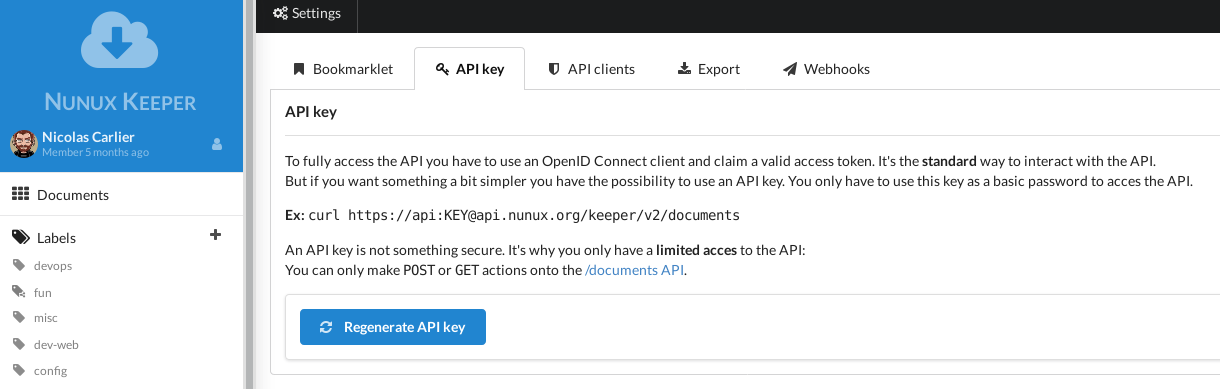 Nunux Keeper
Nicolas Carlier
Member 5 months ago
Documents
Labels
devops
fun
misc
dev-web
config
Settings
Bookmarklet
API key
API clients
Export
Webhooks
API key
To fully access the API you have to use an OpenID Connect client and claim a valid access token. It's the standard way to interact with the API.
But if you want something a bit simpler you have the possibility to use an API key. You only have to use this key as a basic password to acces the API.
Ex: curl https://api:KEY@api.nunux.org/keeper/v2/documents
An API key is not something secure. It's why you only have a limited acces to the API:
You can only make POST or GET actions onto the /documents API.
Regenerate API key